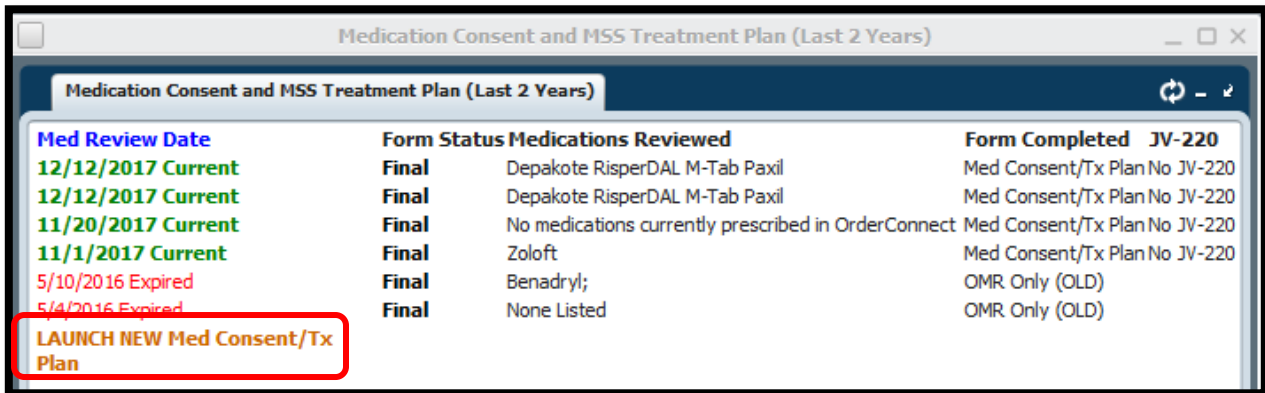 Medication Consent and MSS Treatment Plan (Last 2 Years)
Medication Consent and MSS Treatment Plan (Last 2 Years)
Med Review Date Form Status Medications Reviewed Form Completed JV-220
12/12/2017 Current Final Depakote RisperDAL M-Tab Paxil Med Consent/Tx Plan No JV-220
12/12/2017 Current Final Depakote RisperDAL M-Tab Paxil Med Consent/Tx Plan No JV-220
11/20/2017 Current Final No medications currently prescribed in OrderConnect Med Consent/Tx Plan No JV-220
11/1/2017 Current Final Zoloft Med Consent/Tx Plan No JV-220
5/10/2016 Expired Final Benadryl; OMR Only (OLD)
5/4/2016 Expired Final None Listed OMR Only (OLD)
LAUNCH NEW Med Consent/Tx
Plan